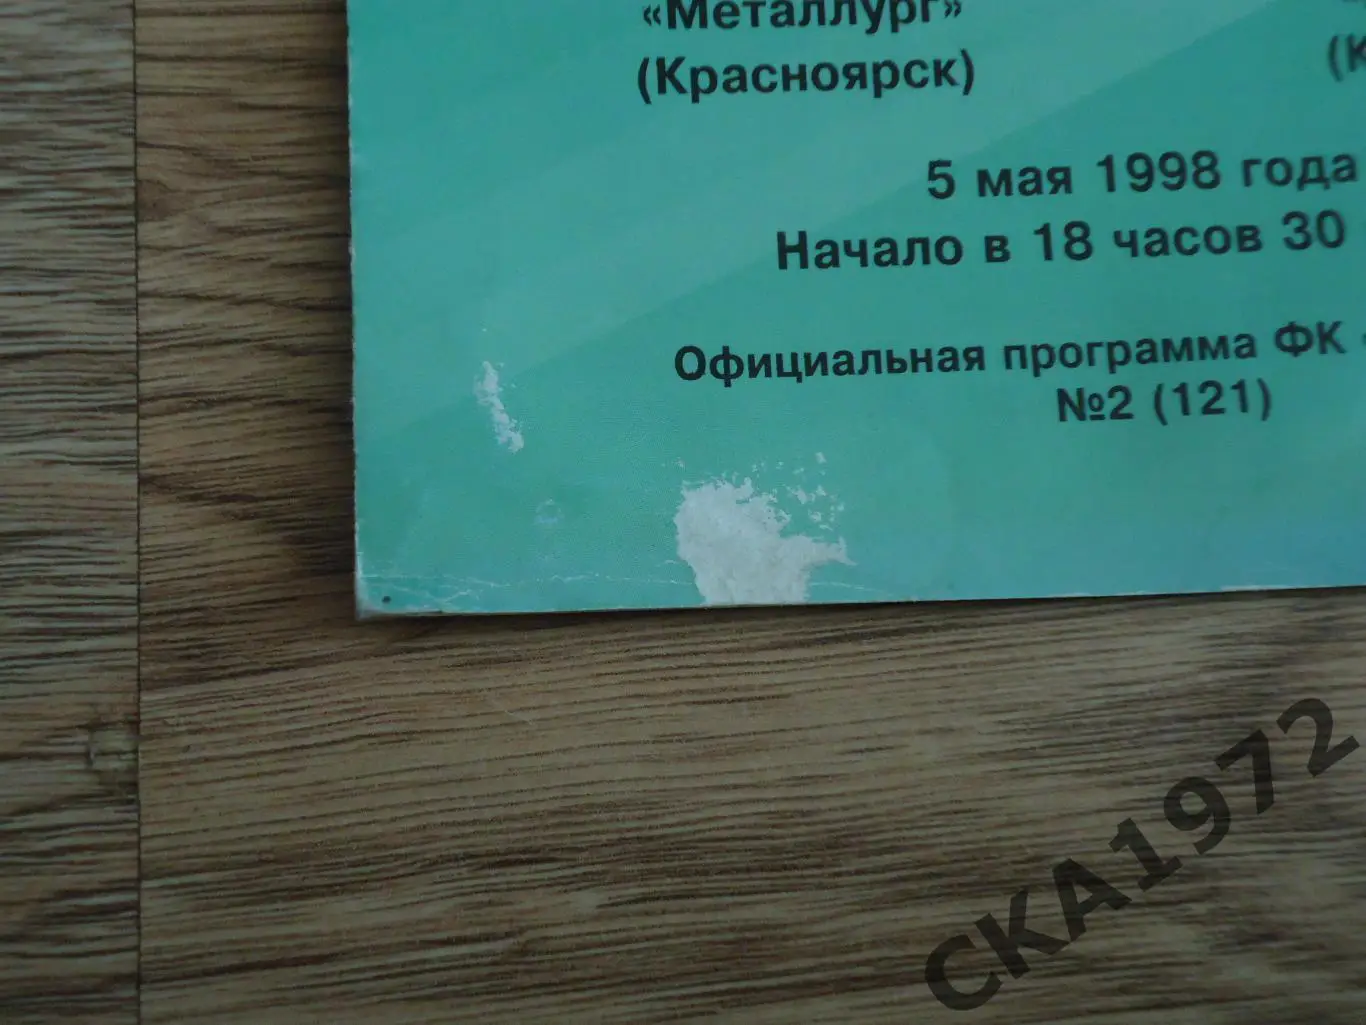 «Металлург»
(Красноярск)
5 мая 1998 года
Начало в 18 часов 30
Официальная программа ФК
№2 (121)
СКА1972